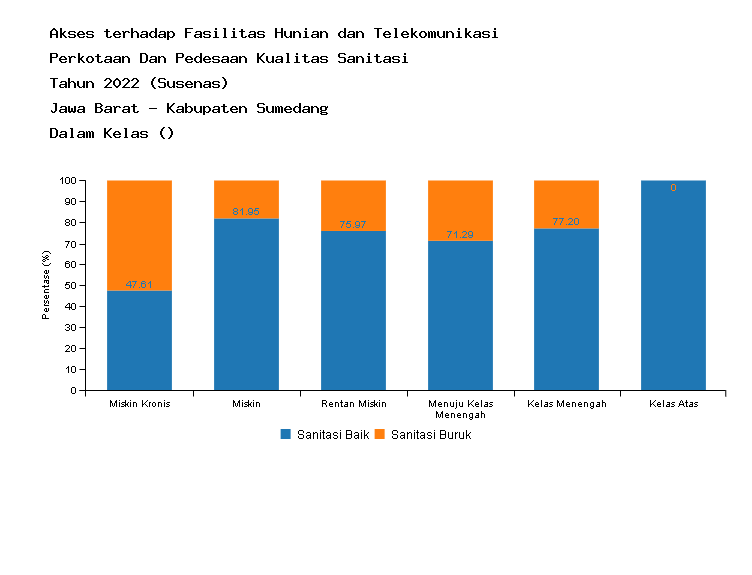 Akses terhadap Fasilitas Hunian dan Telekomunikasi
Perkotaan Dan Pedesaan Kualitas Sanitasi
Tahun 2022 (Susenas)
Jawa Barat - Kabupaten Sumedang
Dalam Kelas ()
Persentase (%)
100
90
80
70
60
50
40
30
20
10
0
47.61
81.95
75.97
71.29
77.20
0
Miskin Kronis
Miskin
Rentan Miskin
Menuju Kelas
Menengah
Kelas Menengah
Kelas Atas
Sanitasi Baik
Sanitasi Buruk